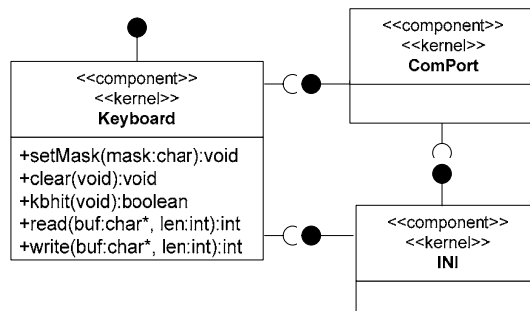 <<component>>
<<kernel>>
Keyboard
+setMask(mask:char):void
+clear(void):void
+kbhit(void):boolean
+read(buf:char*, len:int):int
+write(buf:char*, len:int):int
<<component>>
<<kernel>>
ComPort
<<component>>
<<kernel>>
INI